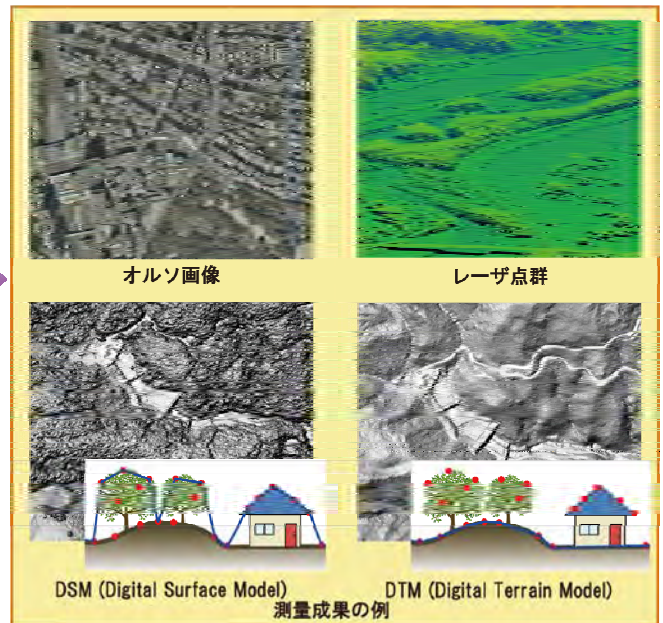 オルソ画像
レーザ点群
DSM (Digital Surface Model)
DTM (Digital Terrain Model)
測量成果の例